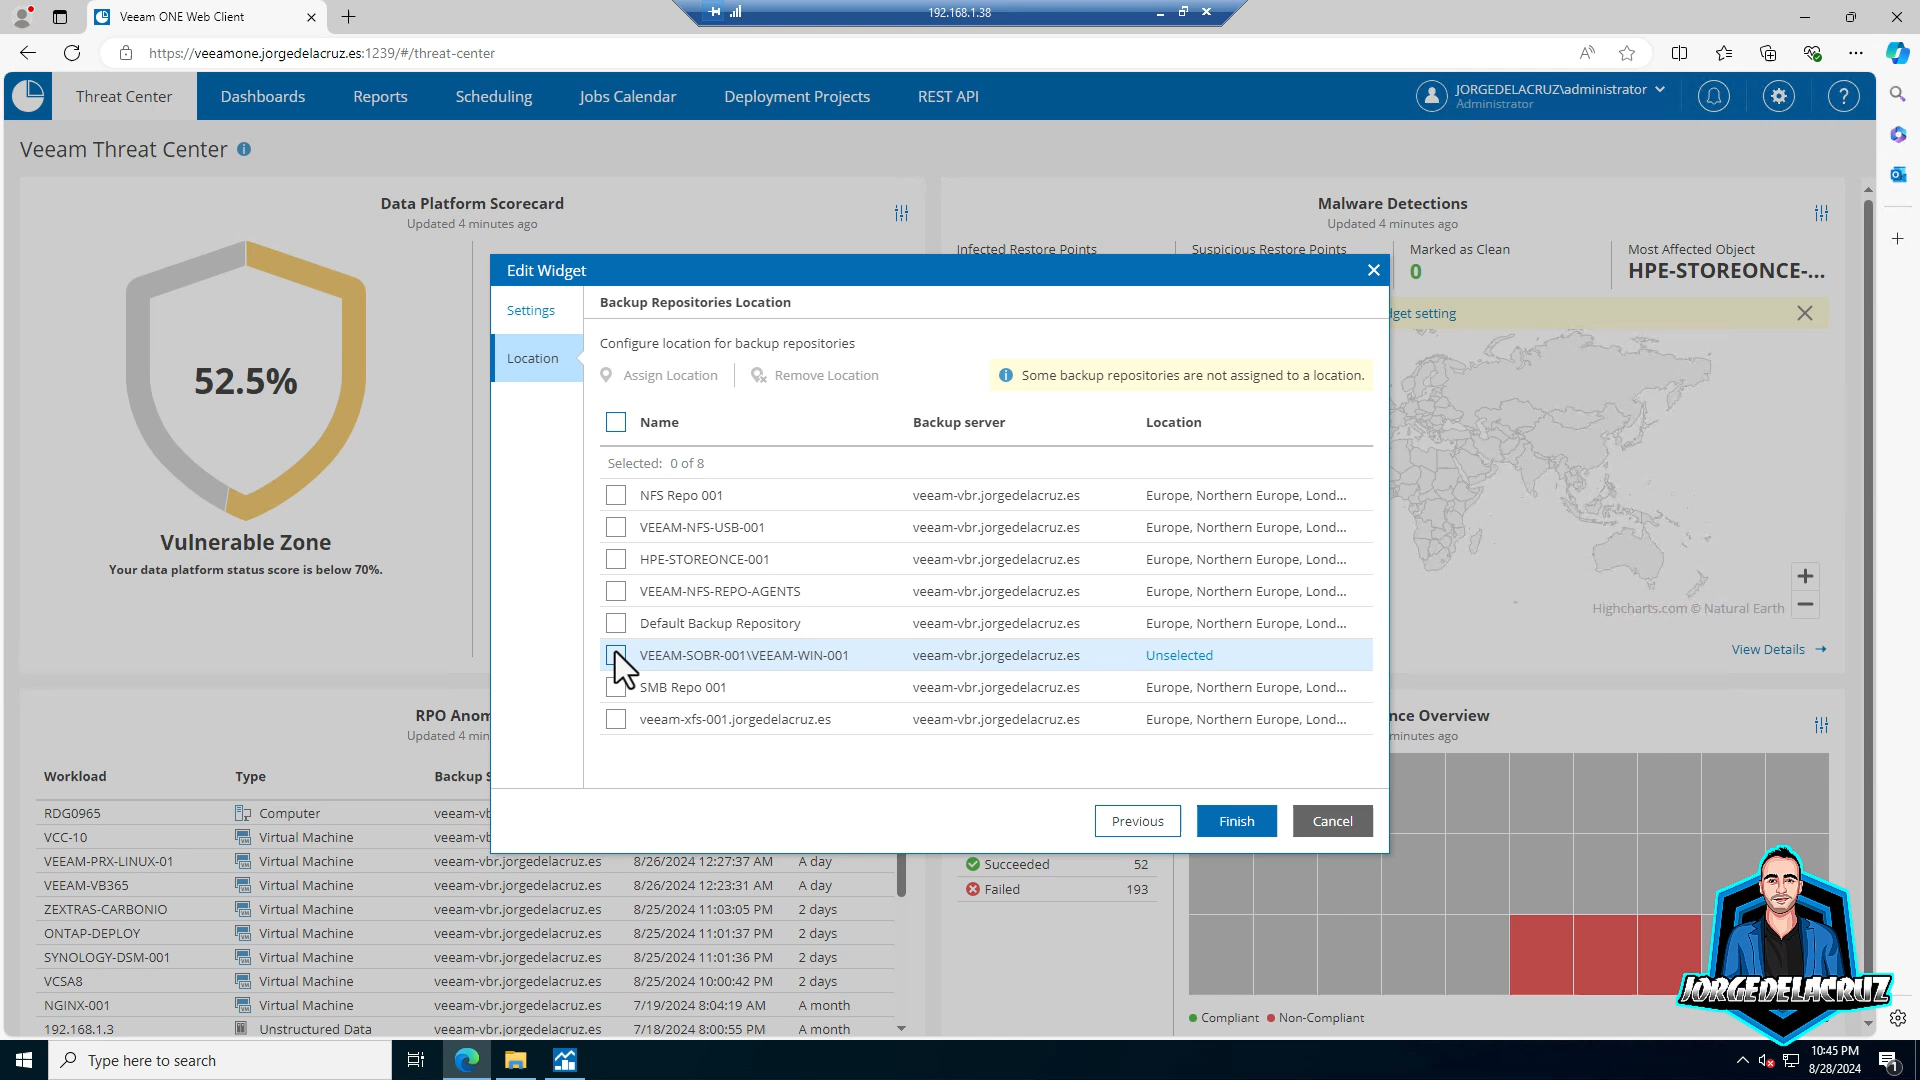 Veeam ONE Web Client
192.168.1.38
https://veeamone.jorgedelacruz.es:1239/#/threat-center
Threat Center
Dashboards
Reports
Scheduling
Jobs Calendar
Deployment Projects
REST API
JORGEDELACRUZ\administrator
Administrator
Veeam Threat Center
Data Platform Scorecard
Updated 4 minutes ago
52.5%
Vulnerable Zone
Your data platform status score is below 70%.
Malware Detections
Updated 4 minutes ago
Infected Restore Points
Suspicious Restore Points
Marked as Clean
0
Most Affected Object
HPE-STOREONCE-...
dget setting
Highcharts.com © Natural Earth
View Details
Edit Widget
Settings
Location
Backup Repositories Location
Configure location for backup repositories
Assign Location
Remove Location
Some backup repositories are not assigned to a location.
Name Backup server Location
Selected: 0 of 8
NFS Repo 001 veeam-vbr.jorgedelacruz.es Europe, Northern Europe, Lond...
VEEAM-NFS-USB-001 veeam-vbr.jorgedelacruz.es Europe, Northern Europe, Lond...
HPE-STOREONCE-001 veeam-vbr.jorgedelacruz.es Europe, Northern Europe, Lond...
VEEAM-NFS-REPO-AGENTS veeam-vbr.jorgedelacruz.es Europe, Northern Europe, Lond...
Default Backup Repository veeam-vbr.jorgedelacruz.es Europe, Northern Europe, Lond...
VEEAM-SOBR-001\VEEAM-WIN-001 veeam-vbr.jorgedelacruz.es Unselected
SMB Repo 001 veeam-vbr.jorgedelacruz.es Europe, Northern Europe, Lond...
veeam-xfs-001.jorgedelacruz.es veeam-vbr.jorgedelacruz.es Europe, Northern Europe, Lond...
Previous
Finish
Cancel
RPO Anom
Updated 4 min
Workload Type Backup S
RDG0965 Computer veeam-vb
VCC-10 Virtual Machine veeam-vb
VEEAM-PRX-LINUX-01 Virtual Machine veeam-vbr.jorgedelacruz.es 8/26/2024 12:27:37 AM A day
VEEAM-VB365 Virtual Machine veeam-vbr.jorgedelacruz.es 8/26/2024 12:23:31 AM A day
ZEXTRAS-CARBONIO Virtual Machine veeam-vbr.jorgedelacruz.es 8/25/2024 11:03:05 PM 2 days
ONTAP-DEPLOY Virtual Machine veeam-vbr.jorgedelacruz.es 8/25/2024 11:01:37 PM 2 days
SYNOLOGY-DSM-001 Virtual Machine veeam-vbr.jorgedelacruz.es 8/25/2024 11:01:36 PM 2 days
VCSA8 Virtual Machine veeam-vbr.jorgedelacruz.es 8/25/2024 10:00:42 PM 2 days
NGINX-001 Virtual Machine veeam-vbr.jorgedelacruz.es 7/19/2024 8:04:19 AM A month
192.168.1.3 Unstructured Data veeam-vbr.jorgedelacruz.es 7/18/2024 8:00:55 PM A month
nce Overview
minutes ago
Succeeded 52
Failed 193
Compliant
Non-Compliant
JORGEDELACRUZ
Type here to search
10:45 PM
8/28/2024
1